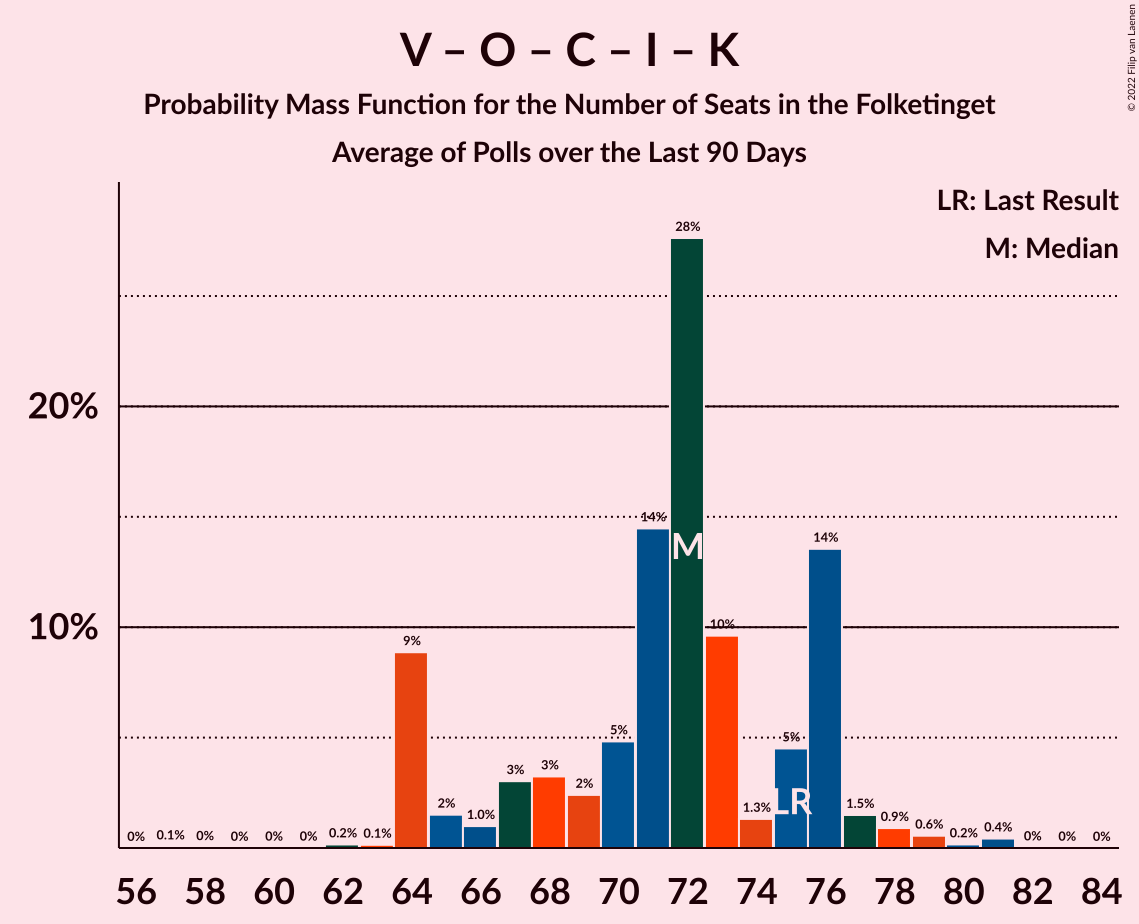 V – O – C – I – K
Probability Mass Function for the Number of Seats in the Folketinget
Average of Polls over the Last 90 Days
© 2022 Filip van Laenen
LR: Last Result
M: Median
28%
20%
14%
14%
M
10%
10%
9%
5%
5%
3%
3%
2%
2%
LR
1.0%
1.3%
1.5%
0.9%
0.6%
0% 0.1% 0% 0% 0% 0% 0.2% 0.1%
0.2% 0.4% 0% 0% 0%
56 58 60 62 64 66 68 70 72 74 76 78 80 82 84